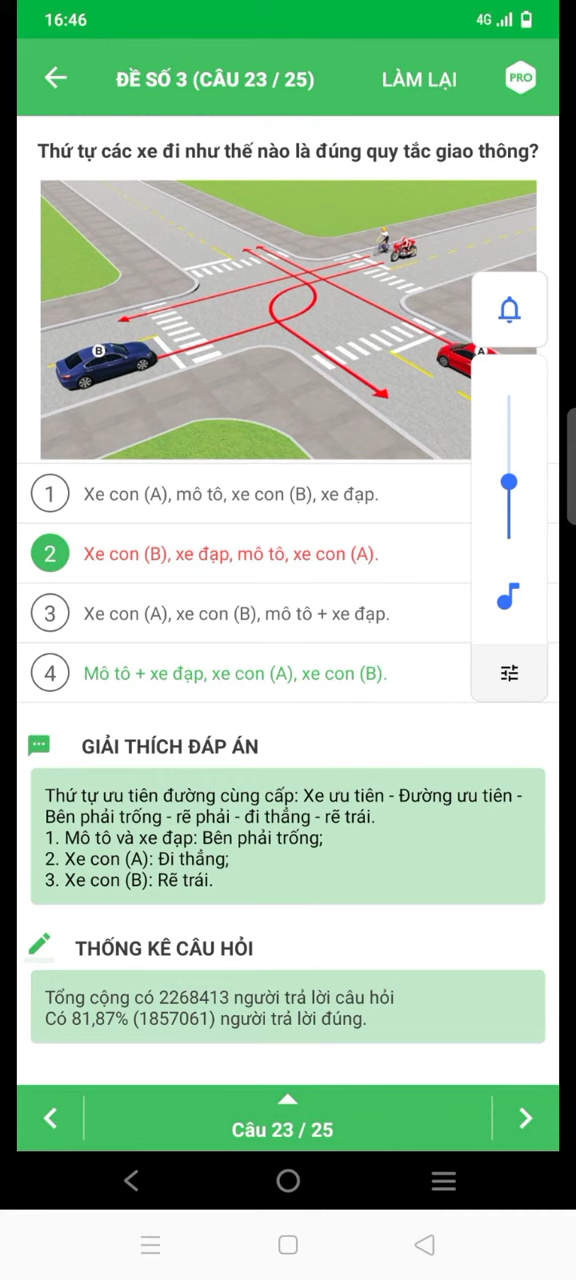 16:46
4G
ĐỀ SỐ 3 (CÂU 23 / 25)
LÀM LẠI
PRO
Thứ tự các xe đi như thế nào là đúng quy tắc giao thông?
B
A
1 Xe con (A), mô tô, xe con (B), xe đạp.
2 Xe con (B), xe đạp, mô tô, xe con (A).
3 Xe con (A), xe con (B), mô tô + xe đạp.
4 Mô tô + xe đạp, xe con (A), xe con (B).
GIẢI THÍCH ĐÁP ÁN
Thứ tự ưu tiên đường cùng cấp: Xe ưu tiên - Đường ưu tiên -
Bên phải trống - rẽ phải - đi thẳng - rẽ trái.
1. Mô tô và xe đạp: Bên phải trống;
2. Xe con (A): Đi thẳng;
3. Xe con (B): Rẽ trái.
THỐNG KÊ CÂU HỎI
Tổng cộng có 2268413 người trả lời câu hỏi
Có 81,87% (1857061) người trả lời đúng.
Câu 23 / 25